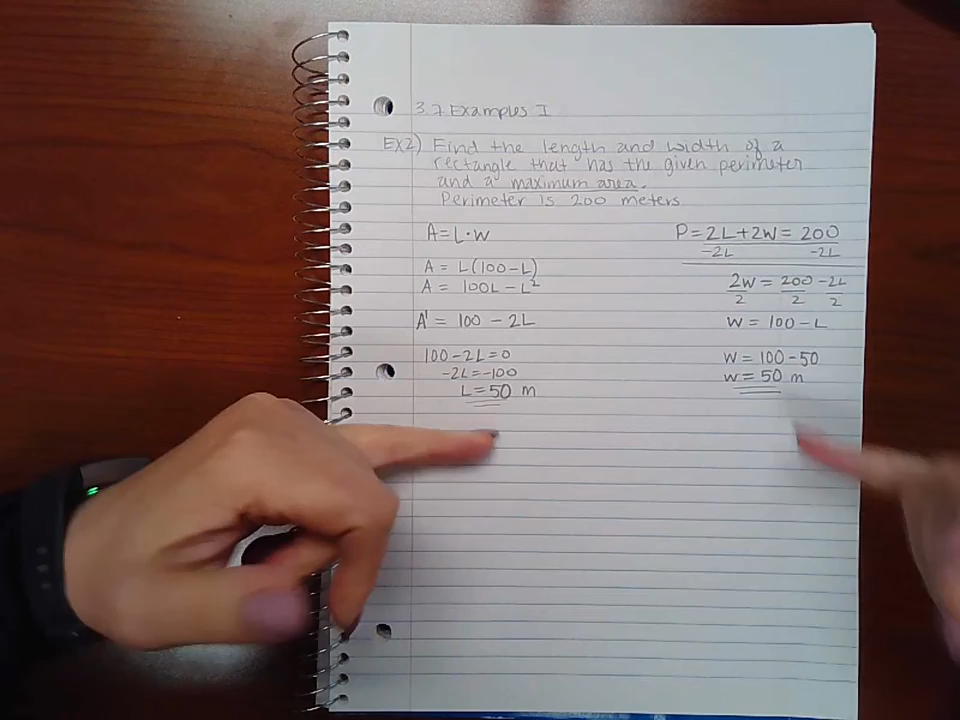 3.7 Examples I
Ex2) Find the length and width of a
rectangle that has the given perimeter
and a maximum area.
Perimeter is 200 meters
A = L · W
A = L(100 - L)
A = 100L - L²
A' = 100 - 2L
100 - 2L = 0
-2L = -100
L = 50 m
P = 2L + 2W = 200
-2L -2L
2W = 200 - 2L
2 2 2
W = 100 - L
W = 100 - 50
W = 50 m